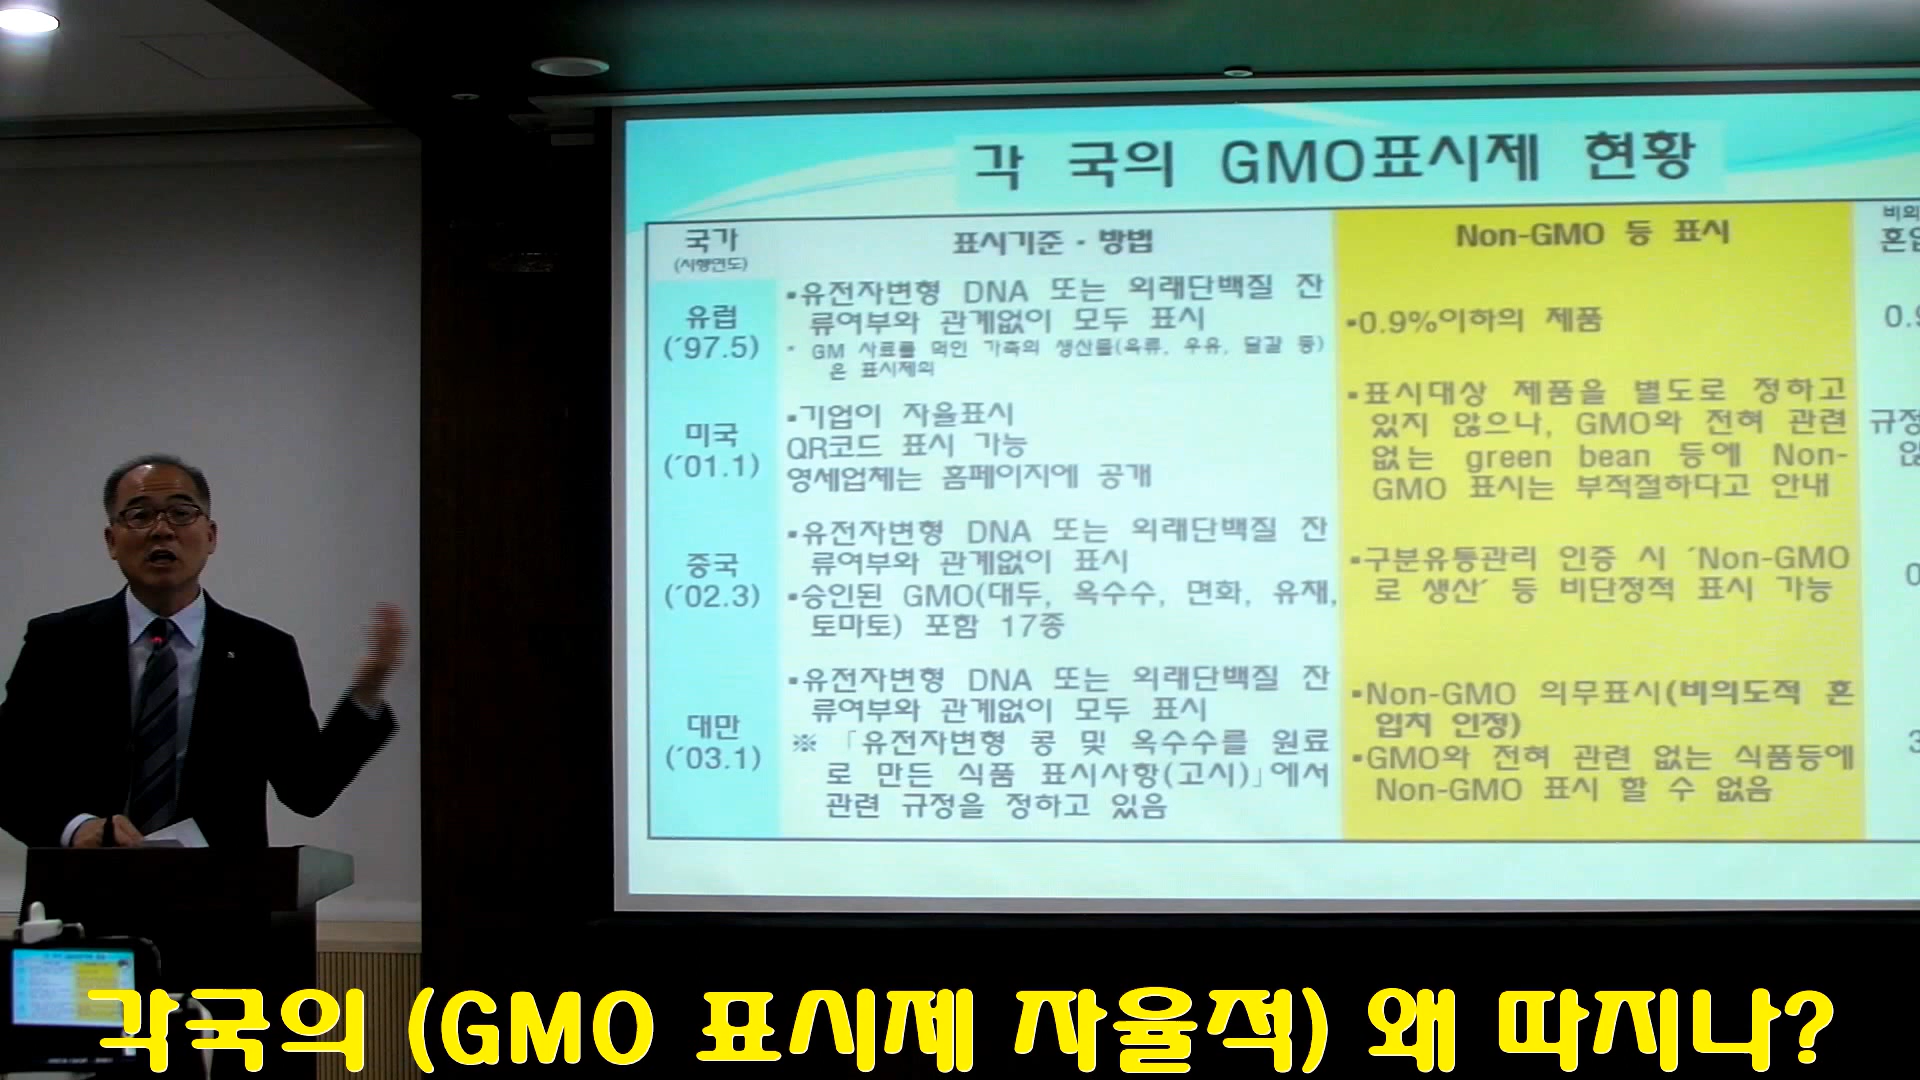 각 국의 GMO표시제 현황
국가
(시행연도)
표시기준·방법
Non-GMO 등 표시
비의
혼입
유럽
(´97.5)
▪유전자변형 DNA 또는 외래단백질 잔
류여부와 관계없이 모두 표시
* GM 사료를 먹인 가축의 생산물(육류, 우유, 달걀 등)
은 표시제외
▪0.9%이하의 제품
0.9
미국
(´01.1)
▪기업이 자율표시
QR코드 표시 가능
영세업체는 홈페이지에 공개
▪표시대상 제품을 별도로 정하고
있지 않으나, GMO와 전혀 관련
없는 green bean 등에 Non-
GMO 표시는 부적절하다고 안내
규정
않
중국
(´02.3)
▪유전자변형 DNA 또는 외래단백질 잔
류여부와 관계없이 표시
▪승인된 GMO(대두, 옥수수, 면화, 유채,
토마토) 포함 17종
▪구분유통관리 인증 시 ´Non-GMO
로 생산´ 등 비단정적 표시 가능
0
대만
(´03.1)
▪유전자변형 DNA 또는 외래단백질 잔
류여부와 관계없이 모두 표시
※ 「유전자변형 콩 및 옥수수를 원료
로 만든 식품 표시사항(고시)」에서
관련 규정을 정하고 있음
▪Non-GMO 의무표시(비의도적 혼
입치 인정)
▪GMO와 전혀 관련 없는 식품등에
Non-GMO 표시 할 수 없음
3
각국의 (GMO 표시제 자율적) 왜 따지나?